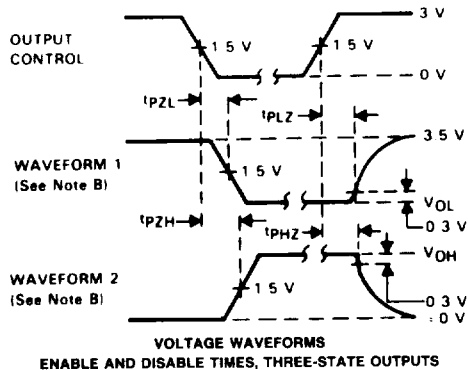 3 V
OUTPUT
CONTROL
1 5 V
1 5 V
0 V
tPZL
tPLZ
3.5 V
WAVEFORM 1
(See Note B)
1 5 V
VOL
0 3 V
tPZH
tPHZ
VOH
WAVEFORM 2
(See Note B)
1 5 V
0 3 V
≈0 V
VOLTAGE WAVEFORMS
ENABLE AND DISABLE TIMES, THREE-STATE OUTPUTS